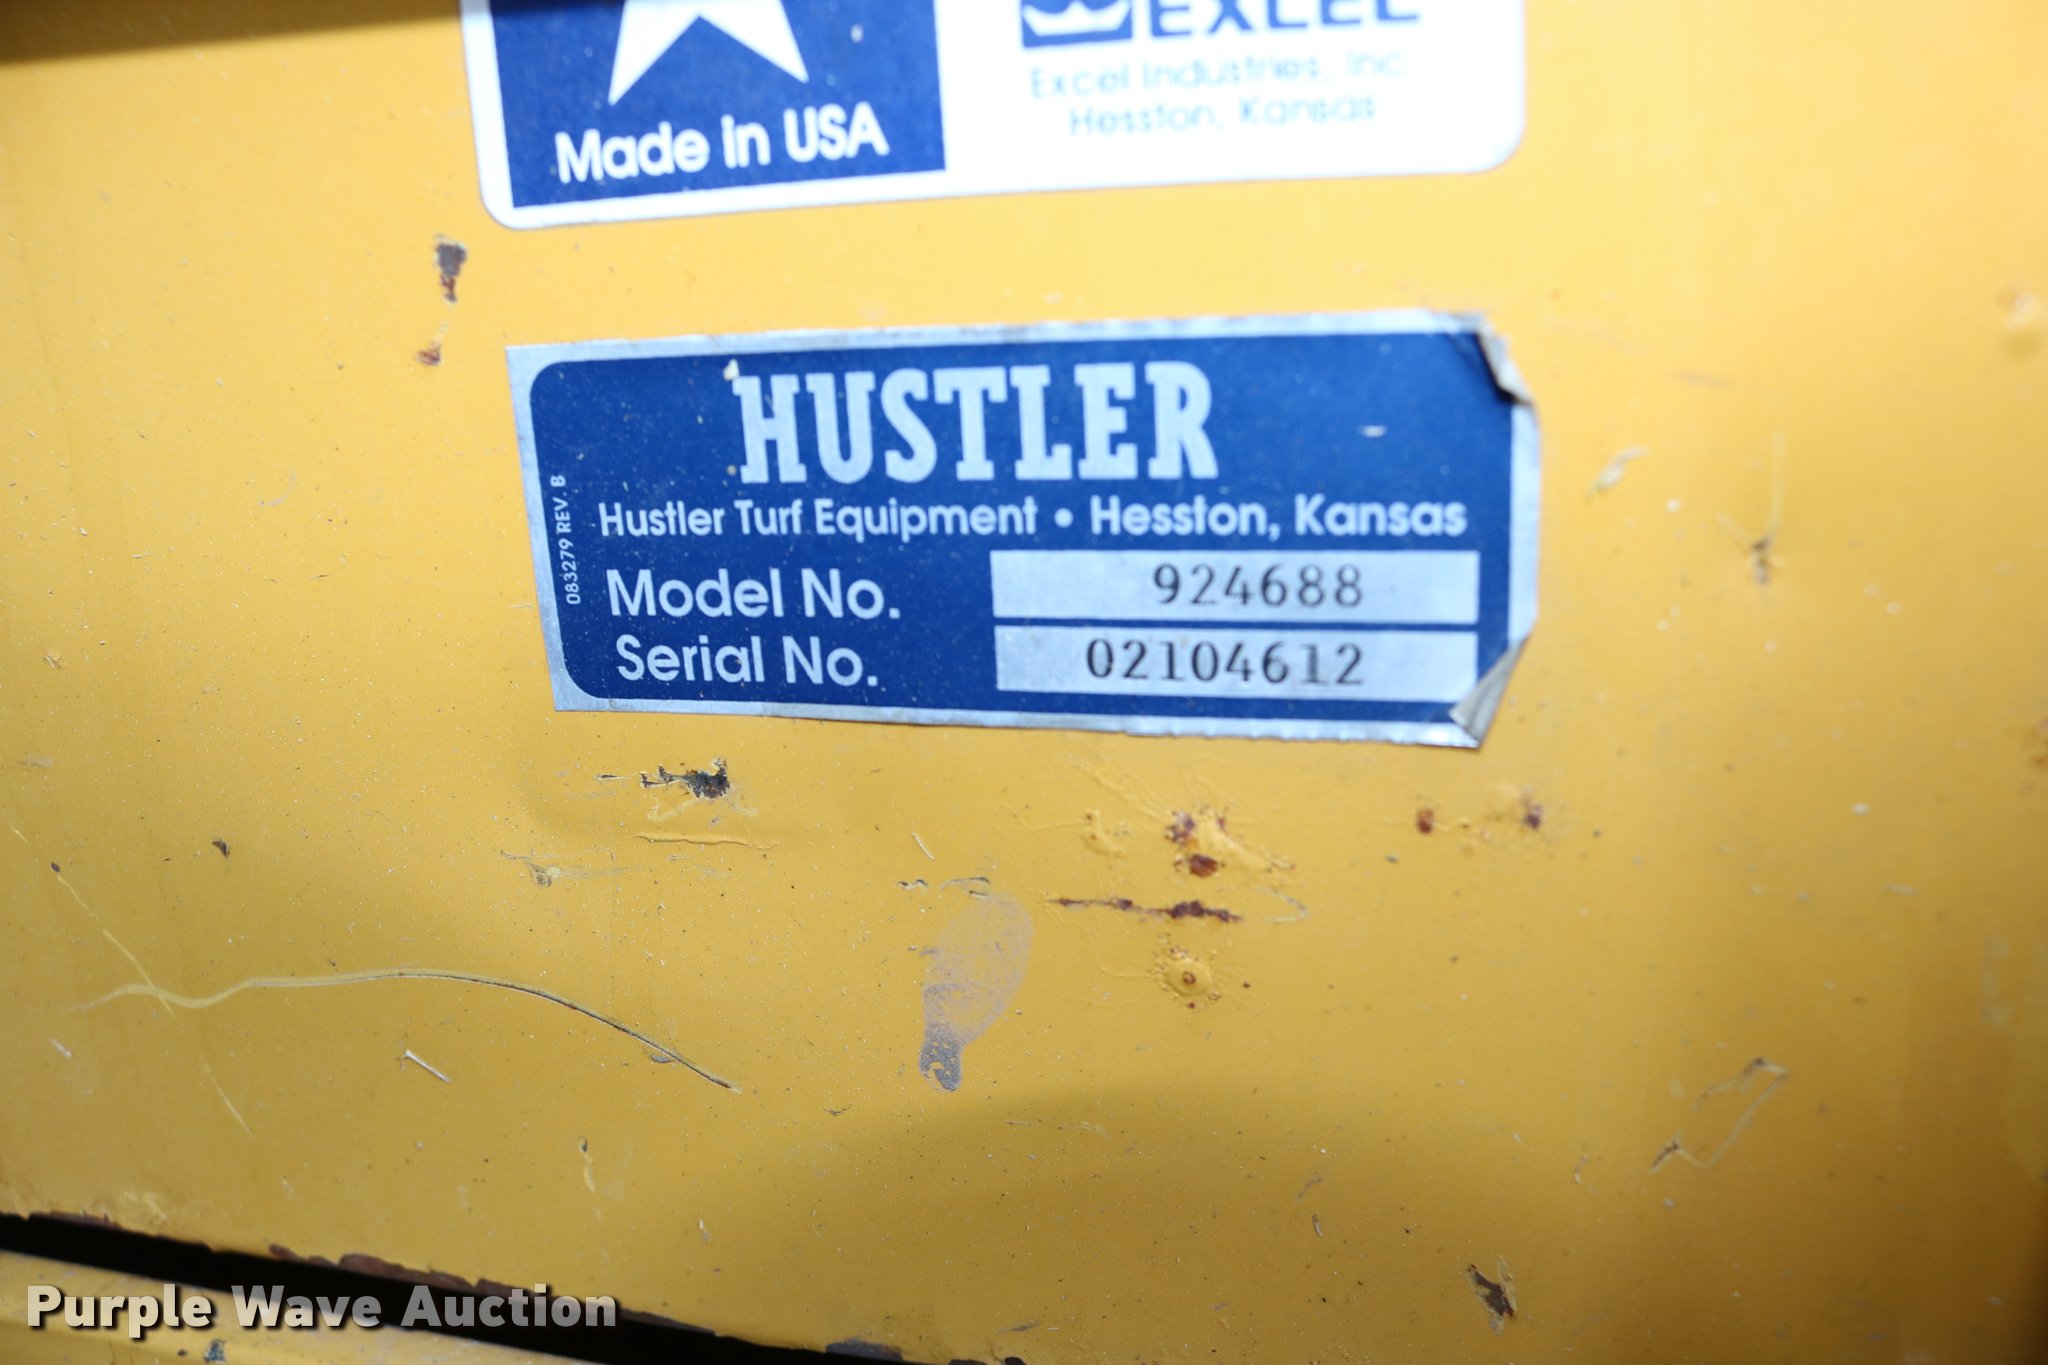 Made in USA
EXCEL
Excel Industries, Inc
Hesston, Kansas
HUSTLER
Hustler Turf Equipment • Hesston, Kansas
Model No. 924688
Serial No. 02104612
083279 REV. B
Purple Wave Auction